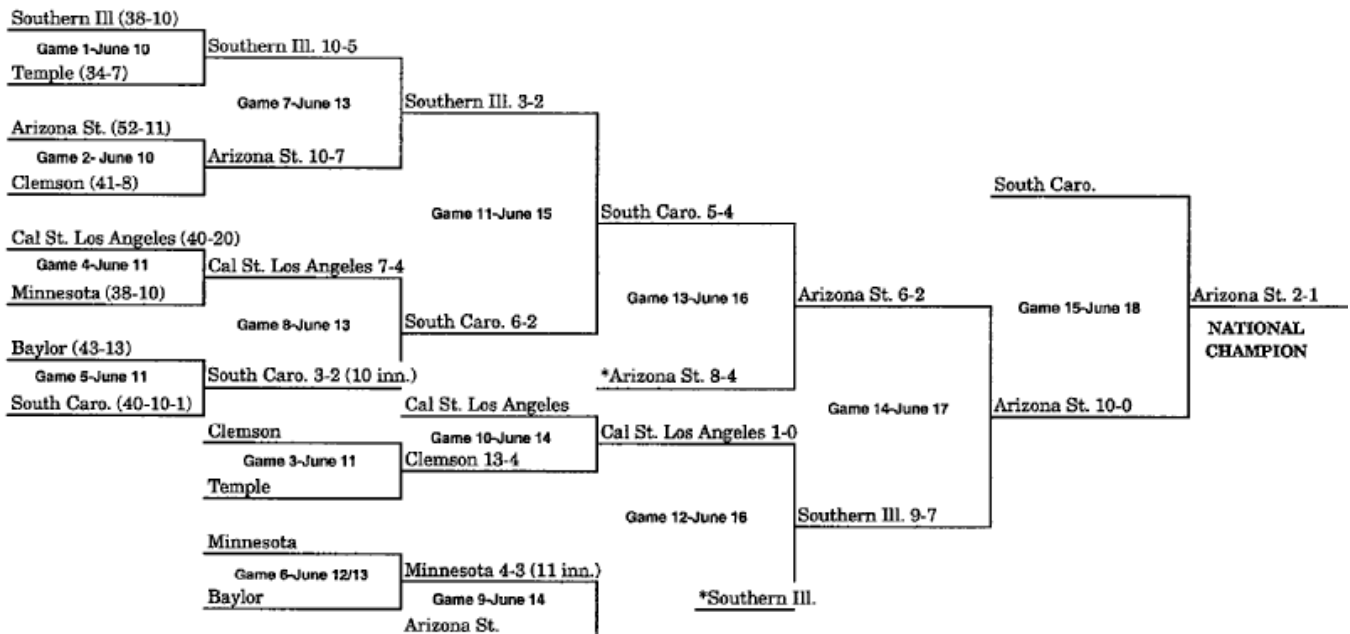 Southern Ill (38-10)
Game 1-June 10
Temple (34-7)
Southern Ill. 10-5
Game 7-June 13
Arizona St. (52-11)
Game 2- June 10
Clemson (41-8)
Arizona St. 10-7
Southern Ill. 3-2
Game 11-June 15
Cal St. Los Angeles (40-20)
Game 4-June 11
Minnesota (38-10)
Cal St. Los Angeles 7-4
Game 8-June 13
Baylor (43-13)
Game 5-June 11
South Caro. (40-10-1)
South Caro. 3-2 (10 inn.)
South Caro. 6-2
South Caro. 5-4
Game 13-June 16
*Arizona St. 8-4
Arizona St. 6-2
Clemson
Game 3-June 11
Temple
Cal St. Los Angeles
Game 10-June 14
Clemson 13-4
Cal St. Los Angeles 1-0
Game 12-June 16
Minnesota
Game 6-June 12/13
Baylor
Minnesota 4-3 (11 inn.)
Game 9-June 14
Arizona St.
*Southern Ill.
Southern Ill. 9-7
Game 14-June 17
Arizona St. 10-0
South Caro.
Game 15-June 18
Arizona St. 2-1
NATIONAL
CHAMPION